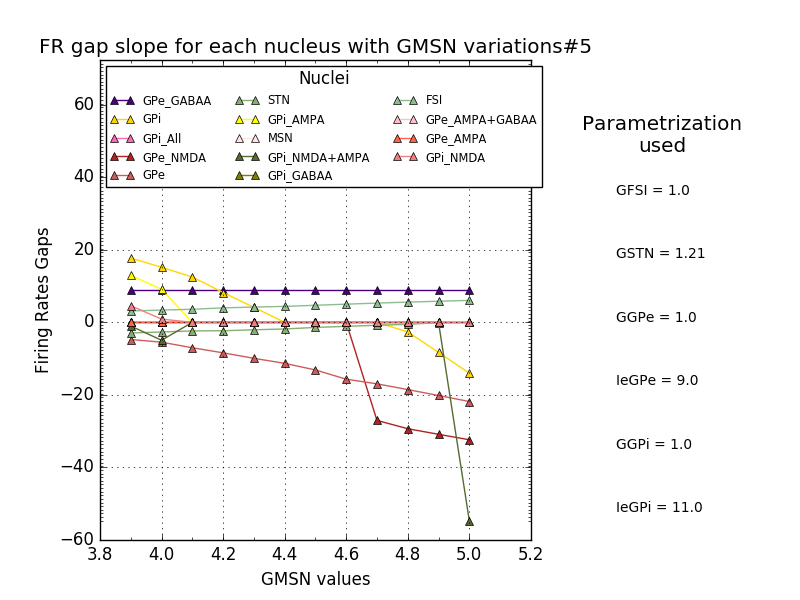 FR gap slope for each nucleus with GMSN variations#5
Nuclei
GPe_GABAA STN FSI
GPi GPi_AMPA GPe_AMPA+GABAA
GPi_All MSN GPe_AMPA
GPe_NMDA GPi_NMDA+AMPA GPi_NMDA
GPe GPi_GABAA
Firing Rates Gaps
60
40
20
0
−20
−40
−60
3.8 4.0 4.2 4.4 4.6 4.8 5.0 5.2
GMSN values
Parametrization
used
GFSI = 1.0
GSTN = 1.21
GGPe = 1.0
IeGPe = 9.0
GGPi = 1.0
IeGPi = 11.0